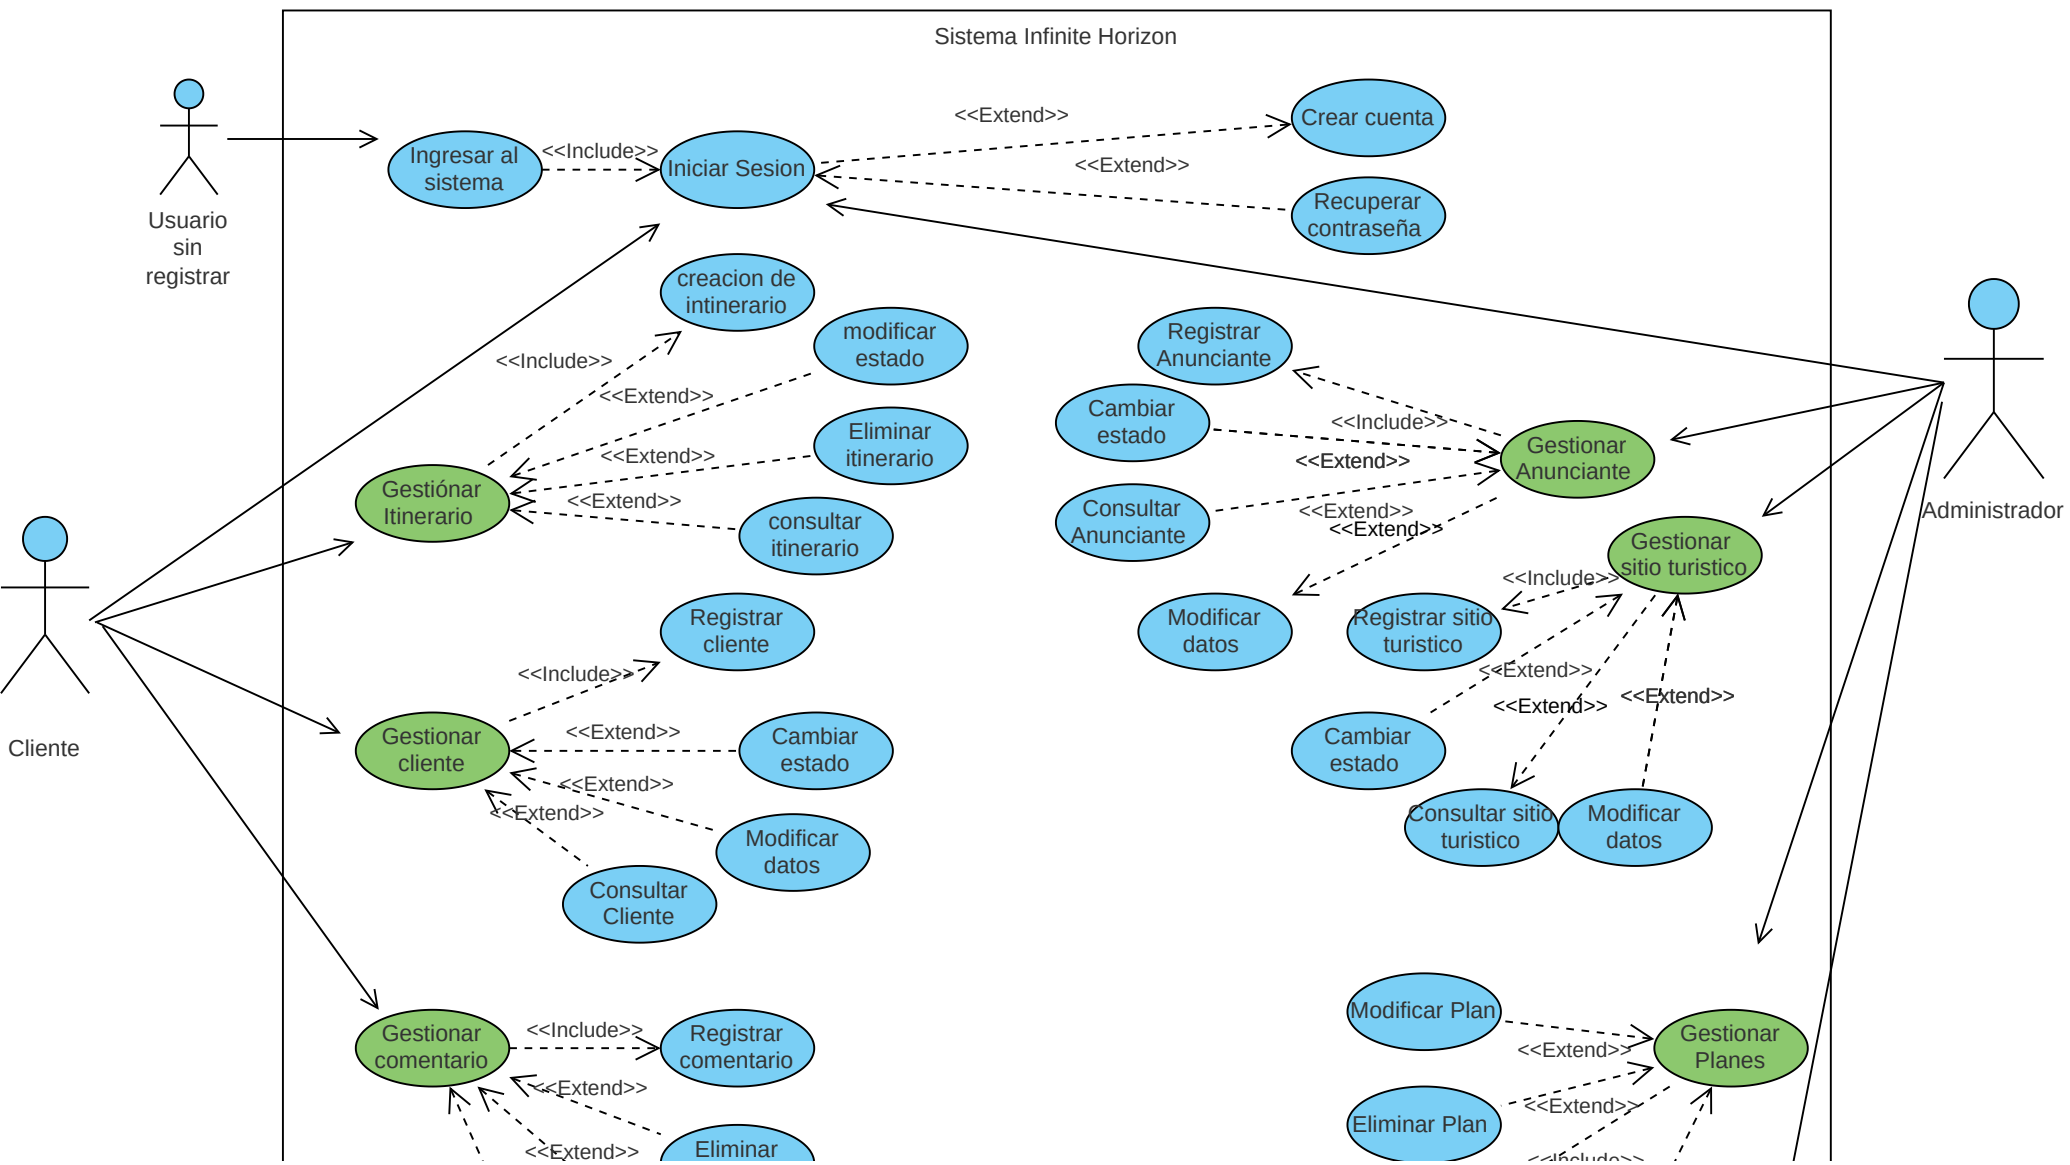 Sistema Infinite Horizon
Usuario
sin
registrar
Ingresar al
sistema
<<Include>>
Iniciar Sesion
<<Extend>>
Crear cuenta
<<Extend>>
Recuperar
contraseña
creacion de
intinerario
<<Include>>
modificar
estado
<<Extend>>
Eliminar
itinerario
<<Extend>>
<<Extend>>
consultar
itinerario
Gestiónar
Itinerario
Cliente
Registrar
cliente
<<Include>>
Gestionar
cliente
<<Extend>>
Cambiar
estado
<<Extend>>
<<Extend>>
Modificar
datos
Consultar
Cliente
Gestionar
comentario
<<Include>>
Registrar
comentario
<<Extend>>
<<Extend>>
Eliminar
Registrar
Anunciante
Cambiar
estado
<<Include>>
<<Extend>>
Gestionar
Anunciante
Consultar
Anunciante
<<Extend>>
<<Extend>>
Modificar
datos
Administrador
Gestionar
sitio turistico
<<Include>>
Registrar sitio
turistico
<<Extend>>
<<Extend>>
<<Extend>>
Cambiar
estado
Consultar sitio
turistico
Modificar
datos
Modificar Plan
<<Extend>>
Gestionar
Planes
Eliminar Plan
<<Extend>>
<<Include>>